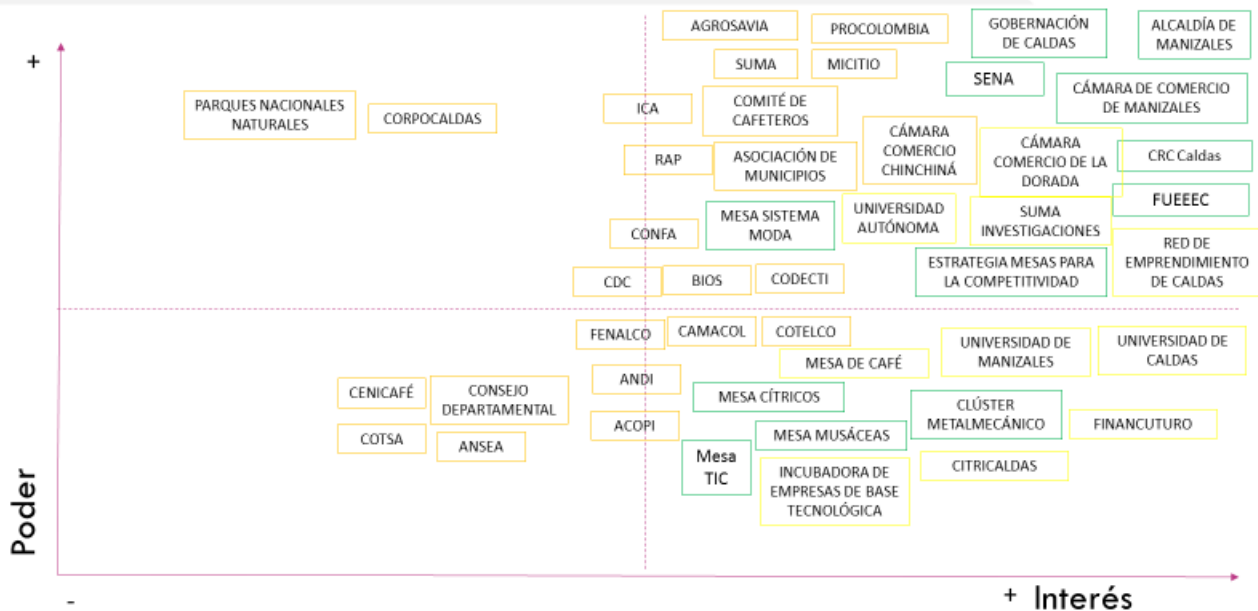 AGROSAVIA
PROCOLOMBIA
GOBERNACIÓN
DE CALDAS
ALCALDÍA DE
MANIZALES
+
SUMA
MICITIO
SENA
CÁMARA DE COMERCIO
DE MANIZALES
PARQUES NACIONALES
NATURALES
CORPOCALDAS
ICA
COMITÉ DE
CAFETEROS
CÁMARA
COMERCIO
CHINCHINÁ
CÁMARA
COMERCIO DE LA
DORADA
CRC Caldas
RAP
ASOCIACIÓN DE
MUNICIPIOS
FUEEEC
CONFA
MESA SISTEMA
MODA
UNIVERSIDAD
AUTÓNOMA
SUMA
INVESTIGACIONES
RED DE
EMPRENDIMIENTO
DE CALDAS
CDC
BIOS
CODECTI
ESTRATEGIA MESAS PARA
LA COMPETITIVIDAD
FENALCO
CAMACOL
COTELCO
MESA DE CAFÉ
UNIVERSIDAD DE
MANIZALES
UNIVERSIDAD DE
CALDAS
CENICAFÉ
CONSEJO
DEPARTAMENTAL
ANDI
MESA CÍTRICOS
CLÚSTER
METALMECÁNICO
FINANCUTURO
COTSA
ANSEA
ACOPI
MESA MUSÁCEAS
Mesa
TIC
INCUBADORA DE
EMPRESAS DE BASE
TECNOLÓGICA
CITRICALDAS
Poder
-
+ Interés